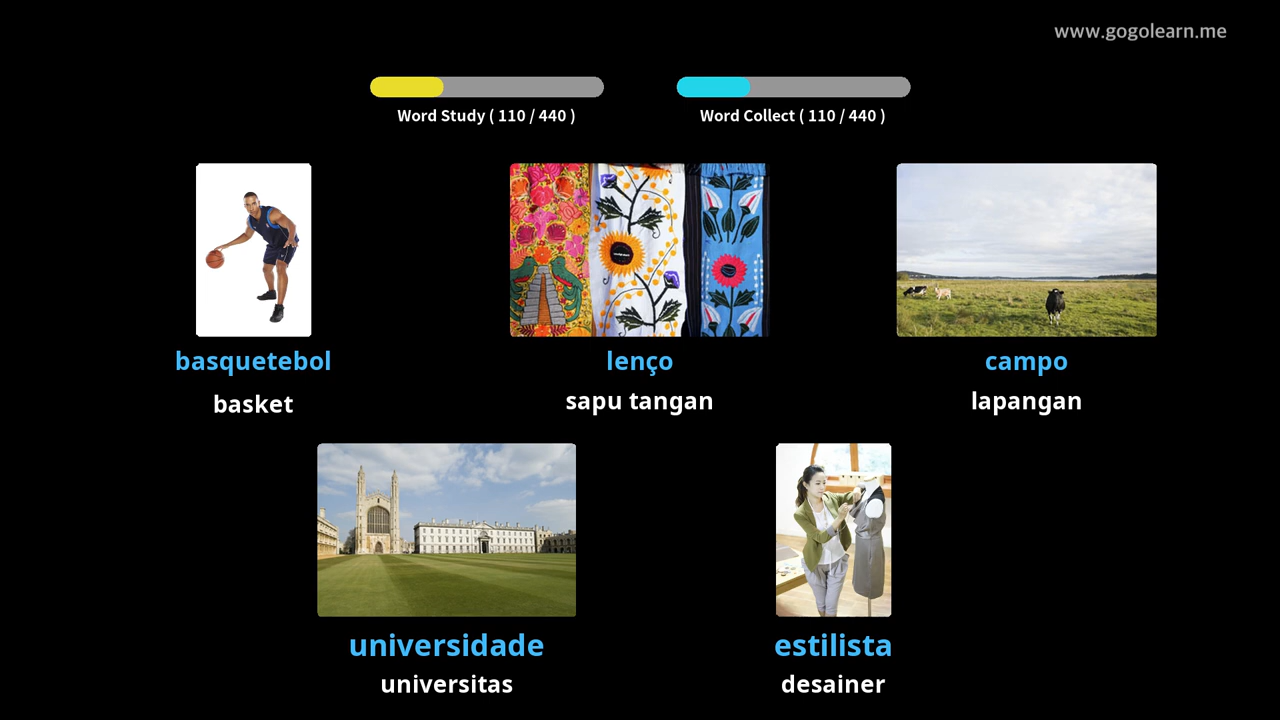 www.gogolearn.me
Word Study ( 110 / 440 )
Word Collect ( 110 / 440 )
basquetebol
basket
lenço
sapu tangan
campo
lapangan
universidade
universitas
estilista
desainer